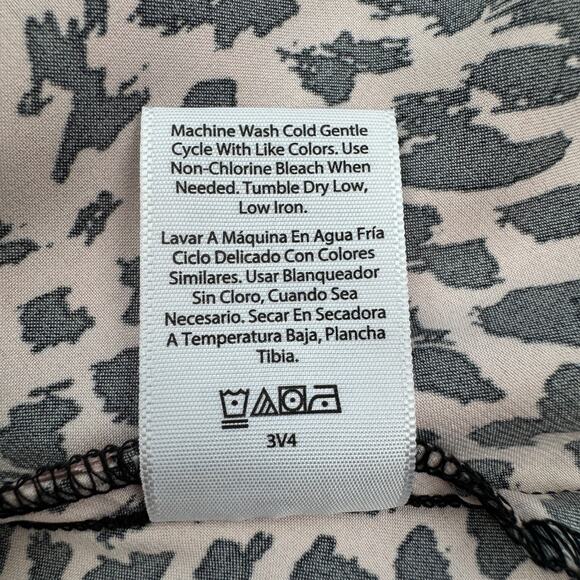 Machine Wash Cold Gentle
Cycle With Like Colors. Use
Non-Chlorine Bleach When
Needed. Tumble Dry Low,
Low Iron.
Lavar A Máquina En Agua Fría
Ciclo Delicado Con Colores
Similares. Usar Blanqueador
Sin Cloro, Cuando Sea
Necesario. Secar En Secadora
A Temperatura Baja, Plancha
Tibia.
3V4